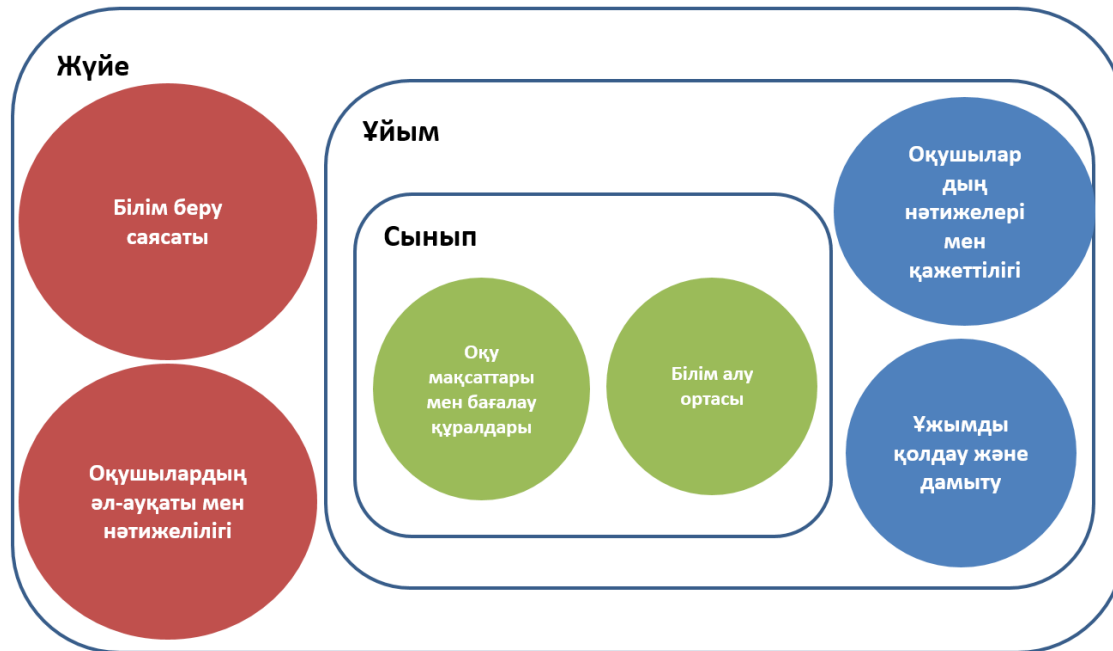 Жүйе
Білім беру
саясаты
Оқушылардың
әл-ауқаты мен
нәтижелілігі
Ұйым
Сынып
Оқу
мақсаттары
мен бағалау
құралдары
Білім алу
ортасы
Оқушылар
дың
нәтижелері
мен
қажеттілігі
Ұжымды
қолдау және
дамыту